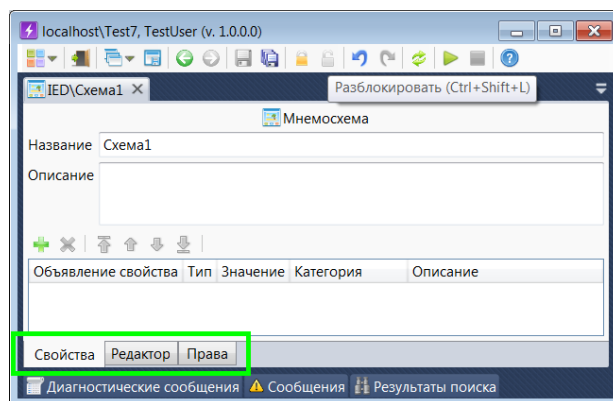 localhost\Test7, TestUser (v. 1.0.0.0)
IED\Схема1
Разблокировать (Ctrl+Shift+L)
Мнемосхема
Название Схема1
Описание
Объявление свойства Тип Значение Категория Описание
Свойства Редактор Права
Диагностические сообщения Сообщения Результаты поиска